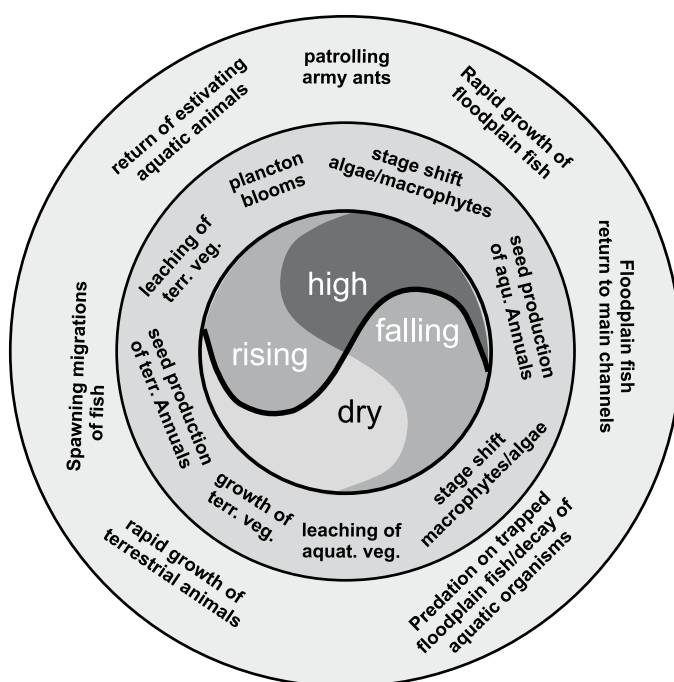 patrolling
army ants
Rapid growth of
floodplain fish
Floodplain fish
return to main channels
Predation on trapped
floodplain fish/decay of
aquatic organisms
rapid growth of
terrestrial animals
Spawning migrations
of fish
return of estivating
aquatic animals
plancton
blooms
stage shift
algae/macrophytes
seed production
of aqu. Annuals
stage shift
macrophytes/algae
leaching of
aquat. veg.
growth of
terr. veg.
seed production
of terr. Annuals
leaching of
terr. veg.
high
falling
rising
dry